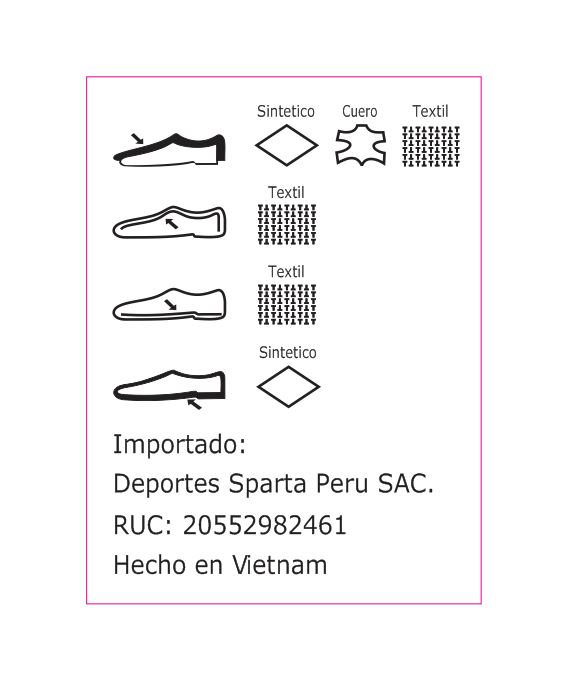 Sintetico Cuero Textil
Textil
Textil
Sintetico
Importado:
Deportes Sparta Peru SAC.
RUC: 20552982461
Hecho en Vietnam